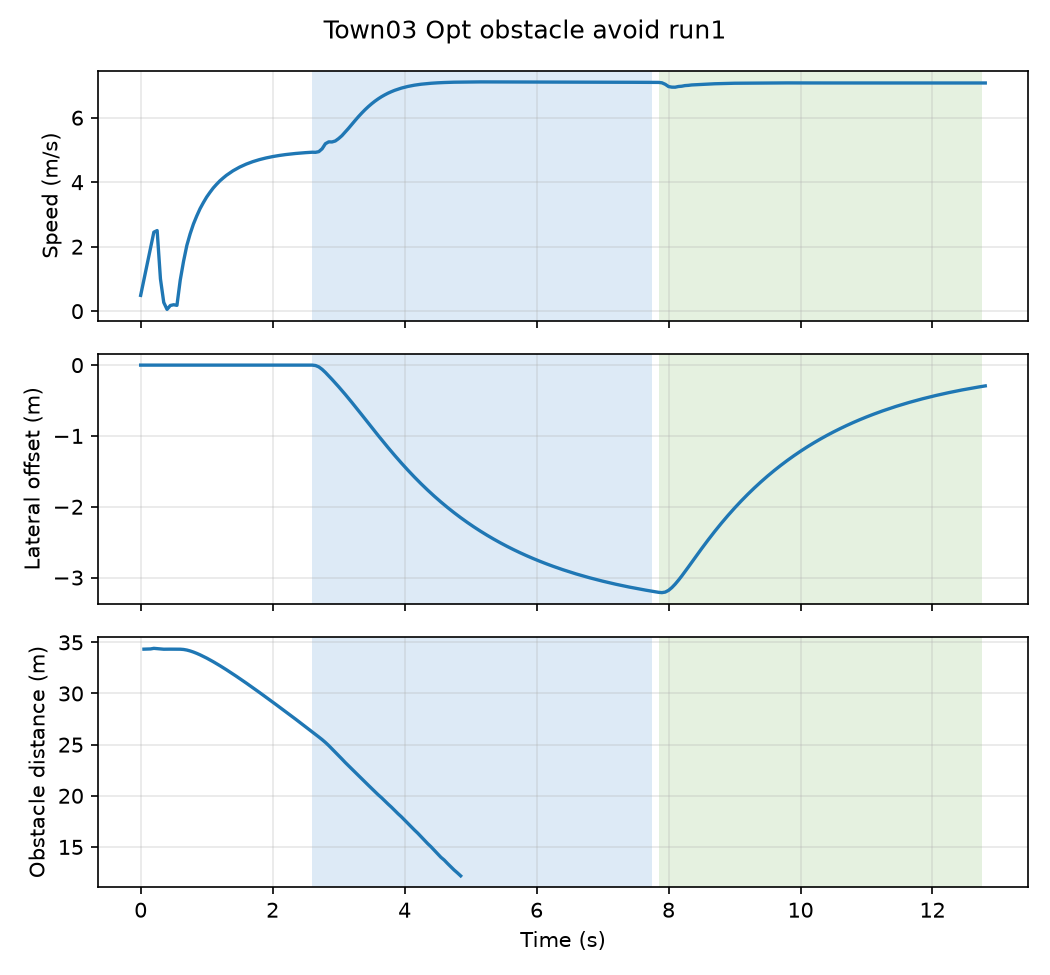 Town03 Opt obstacle avoid run1
Speed (m/s)
6
4
2
0
Lateral offset (m)
0
−1
−2
−3
Obstacle distance (m)
35
30
25
20
15
0 2 4 6 8 10 12
Time (s)